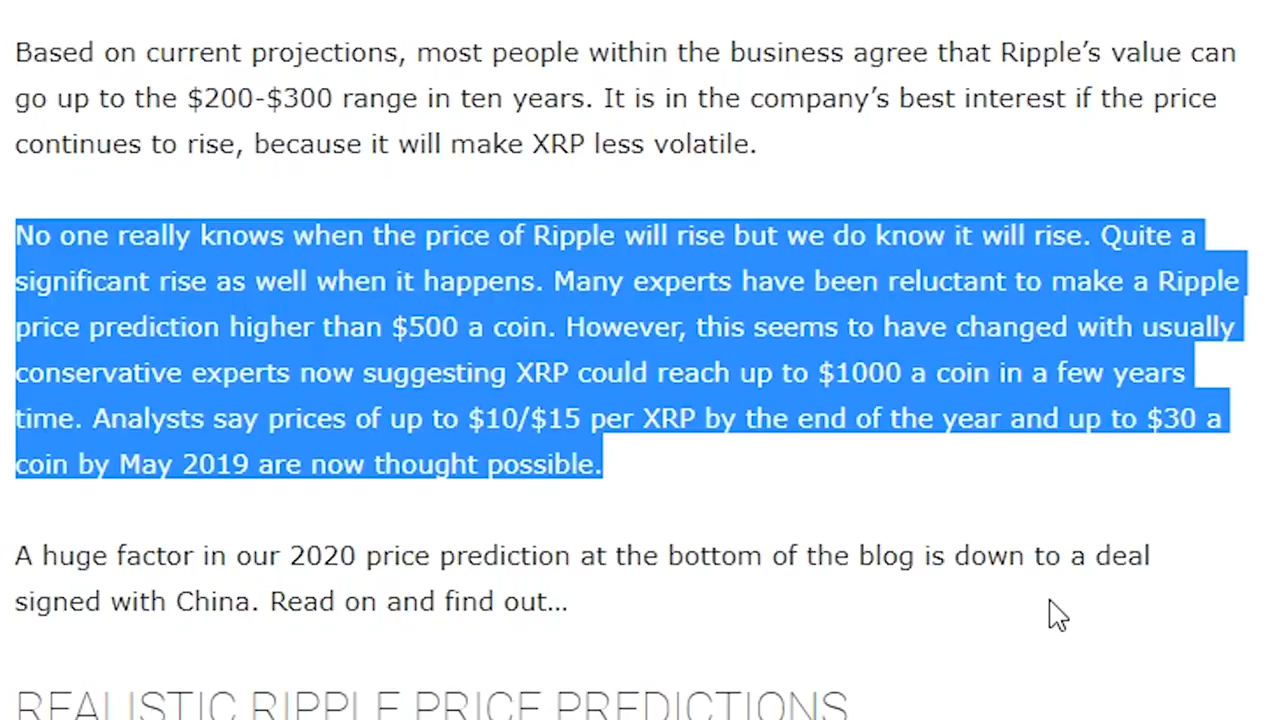 Based on current projections, most people within the business agree that Ripple’s value can
go up to the $200-$300 range in ten years. It is in the company’s best interest if the price
continues to rise, because it will make XRP less volatile.
No one really knows when the price of Ripple will rise but we do know it will rise. Quite a
significant rise as well when it happens. Many experts have been reluctant to make a Ripple
price prediction higher than $500 a coin. However, this seems to have changed with usually
conservative experts now suggesting XRP could reach up to $1000 a coin in a few years
time. Analysts say prices of up to $10/$15 per XRP by the end of the year and up to $30 a
coin by May 2019 are now thought possible.
A huge factor in our 2020 price prediction at the bottom of the blog is down to a deal
signed with China. Read on and find out...
REALISTIC RIPPLE PRICE PREDICTIONS